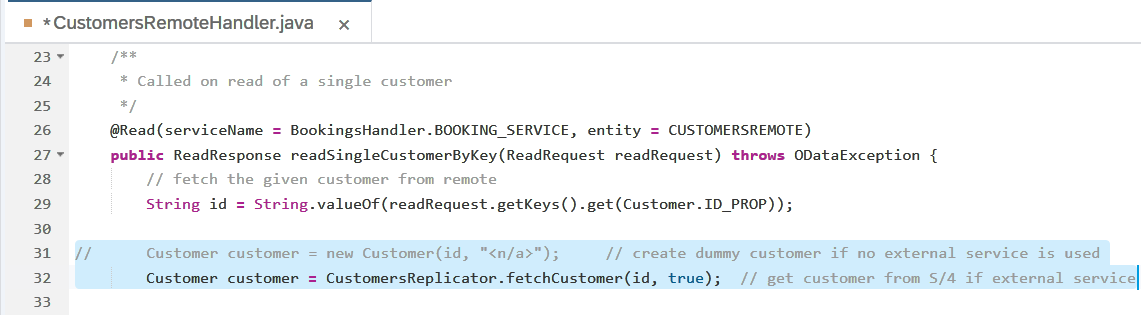 *CustomersRemoteHandler.java ×
23 /**
24 * Called on read of a single customer
25 */
26 @Read(serviceName = BookingsHandler.BOOKING_SERVICE, entity = CUSTOMERSREMOTE)
27 public ReadResponse readSingleCustomerByKey(ReadRequest readRequest) throws ODataException {
28 // fetch the given customer from remote
29 String id = String.valueOf(readRequest.getKeys().get(Customer.ID_PROP));
30
31 // Customer customer = new Customer(id, "<n/a>"); // create dummy customer if no external service is used
32 Customer customer = CustomersReplicator.fetchCustomer(id, true); // get customer from S/4 if external service
33